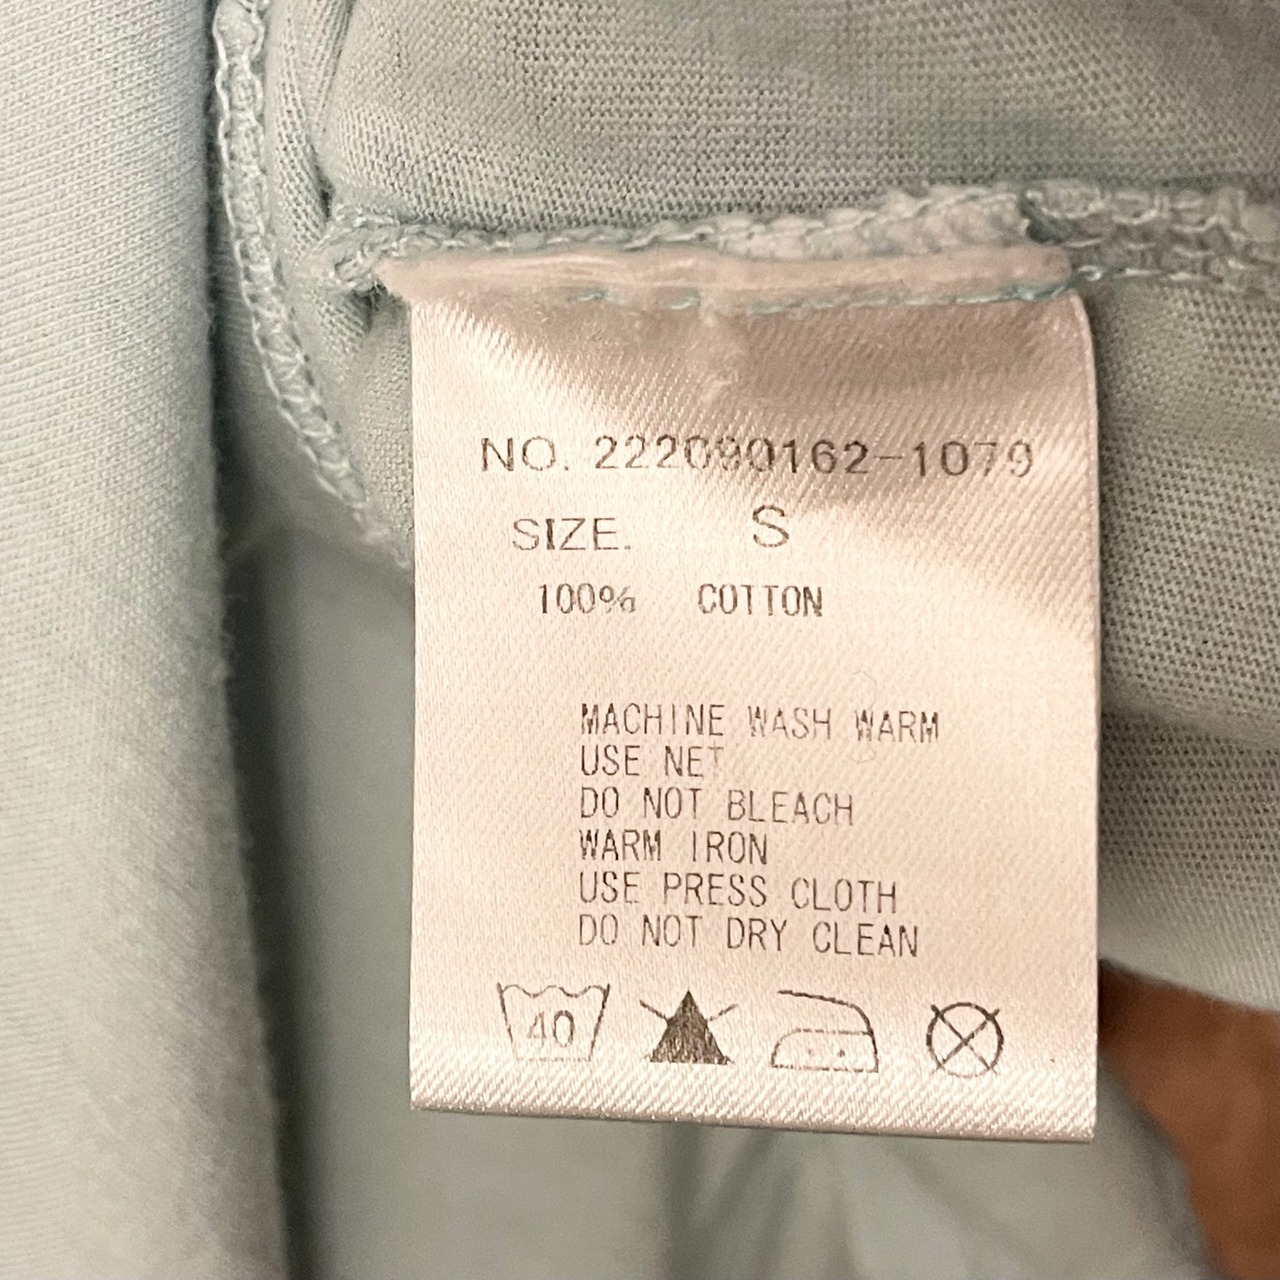 NO. 222090162-1079
SIZE. S
100% COTTON
MACHINE WASH WARM
USE NET
DO NOT BLEACH
WARM IRON
USE PRESS CLOTH
DO NOT DRY CLEAN
40